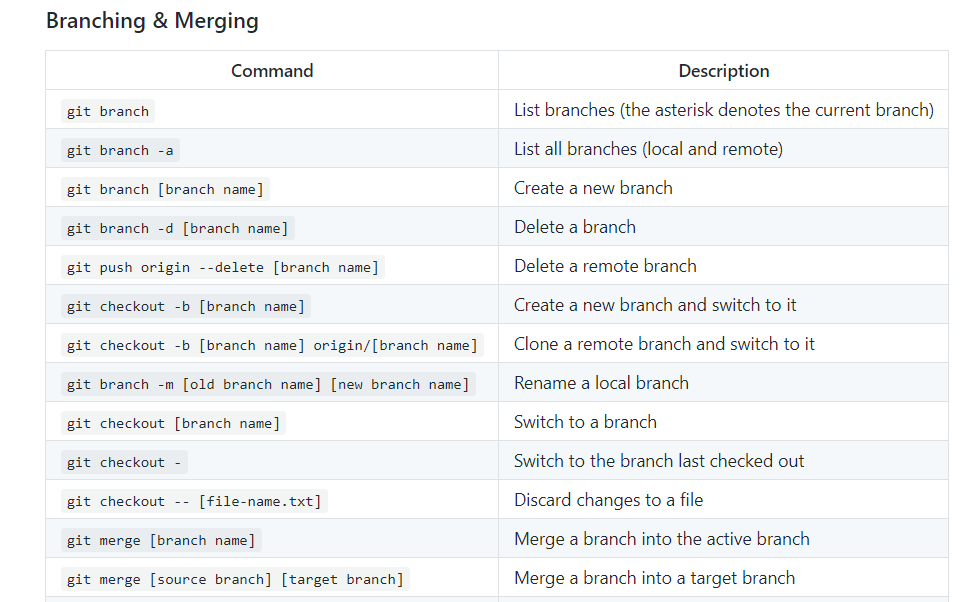 Branching & Merging
Command Description
git branch List branches (the asterisk denotes the current branch)
git branch -a List all branches (local and remote)
git branch [branch name] Create a new branch
git branch -d [branch name] Delete a branch
git push origin --delete [branch name] Delete a remote branch
git checkout -b [branch name] Create a new branch and switch to it
git checkout -b [branch name] origin/[branch name] Clone a remote branch and switch to it
git branch -m [old branch name] [new branch name] Rename a local branch
git checkout [branch name] Switch to a branch
git checkout - Switch to the branch last checked out
git checkout -- [file-name.txt] Discard changes to a file
git merge [branch name] Merge a branch into the active branch
git merge [source branch] [target branch] Merge a branch into a target branch